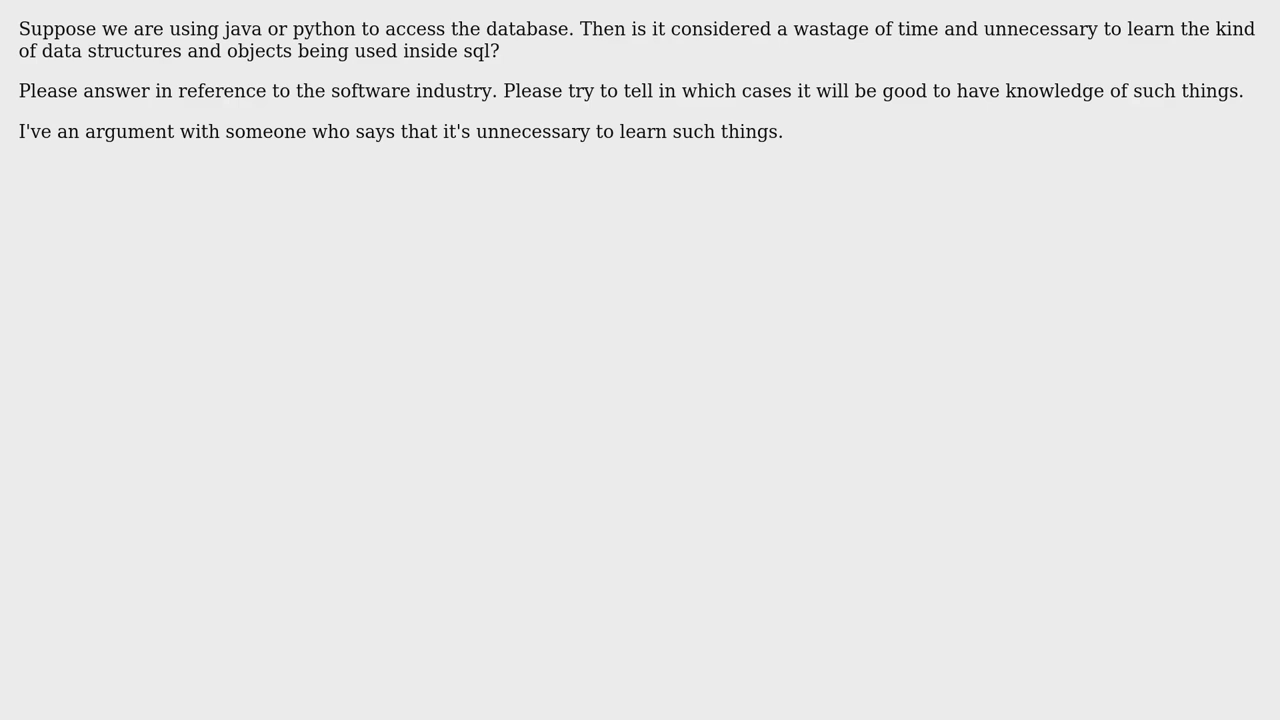 Suppose we are using java or python to access the database. Then is it considered a wastage of time and unnecessary to learn the kind
of data structures and objects being used inside sql?
Please answer in reference to the software industry. Please try to tell in which cases it will be good to have knowledge of such things.
I've an argument with someone who says that it's unnecessary to learn such things.